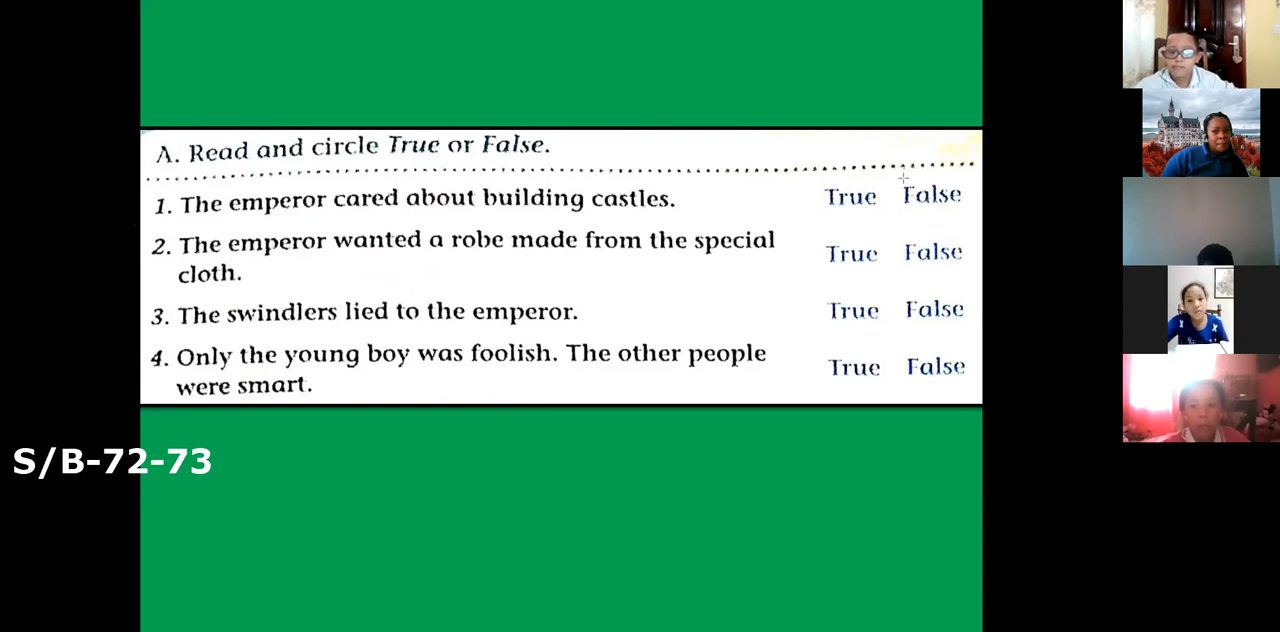 A. Read and circle True or False.
1. The emperor cared about building castles. True False
2. The emperor wanted a robe made from the special
cloth. True False
3. The swindlers lied to the emperor. True False
4. Only the young boy was foolish. The other people
were smart. True False
S/B-72-73